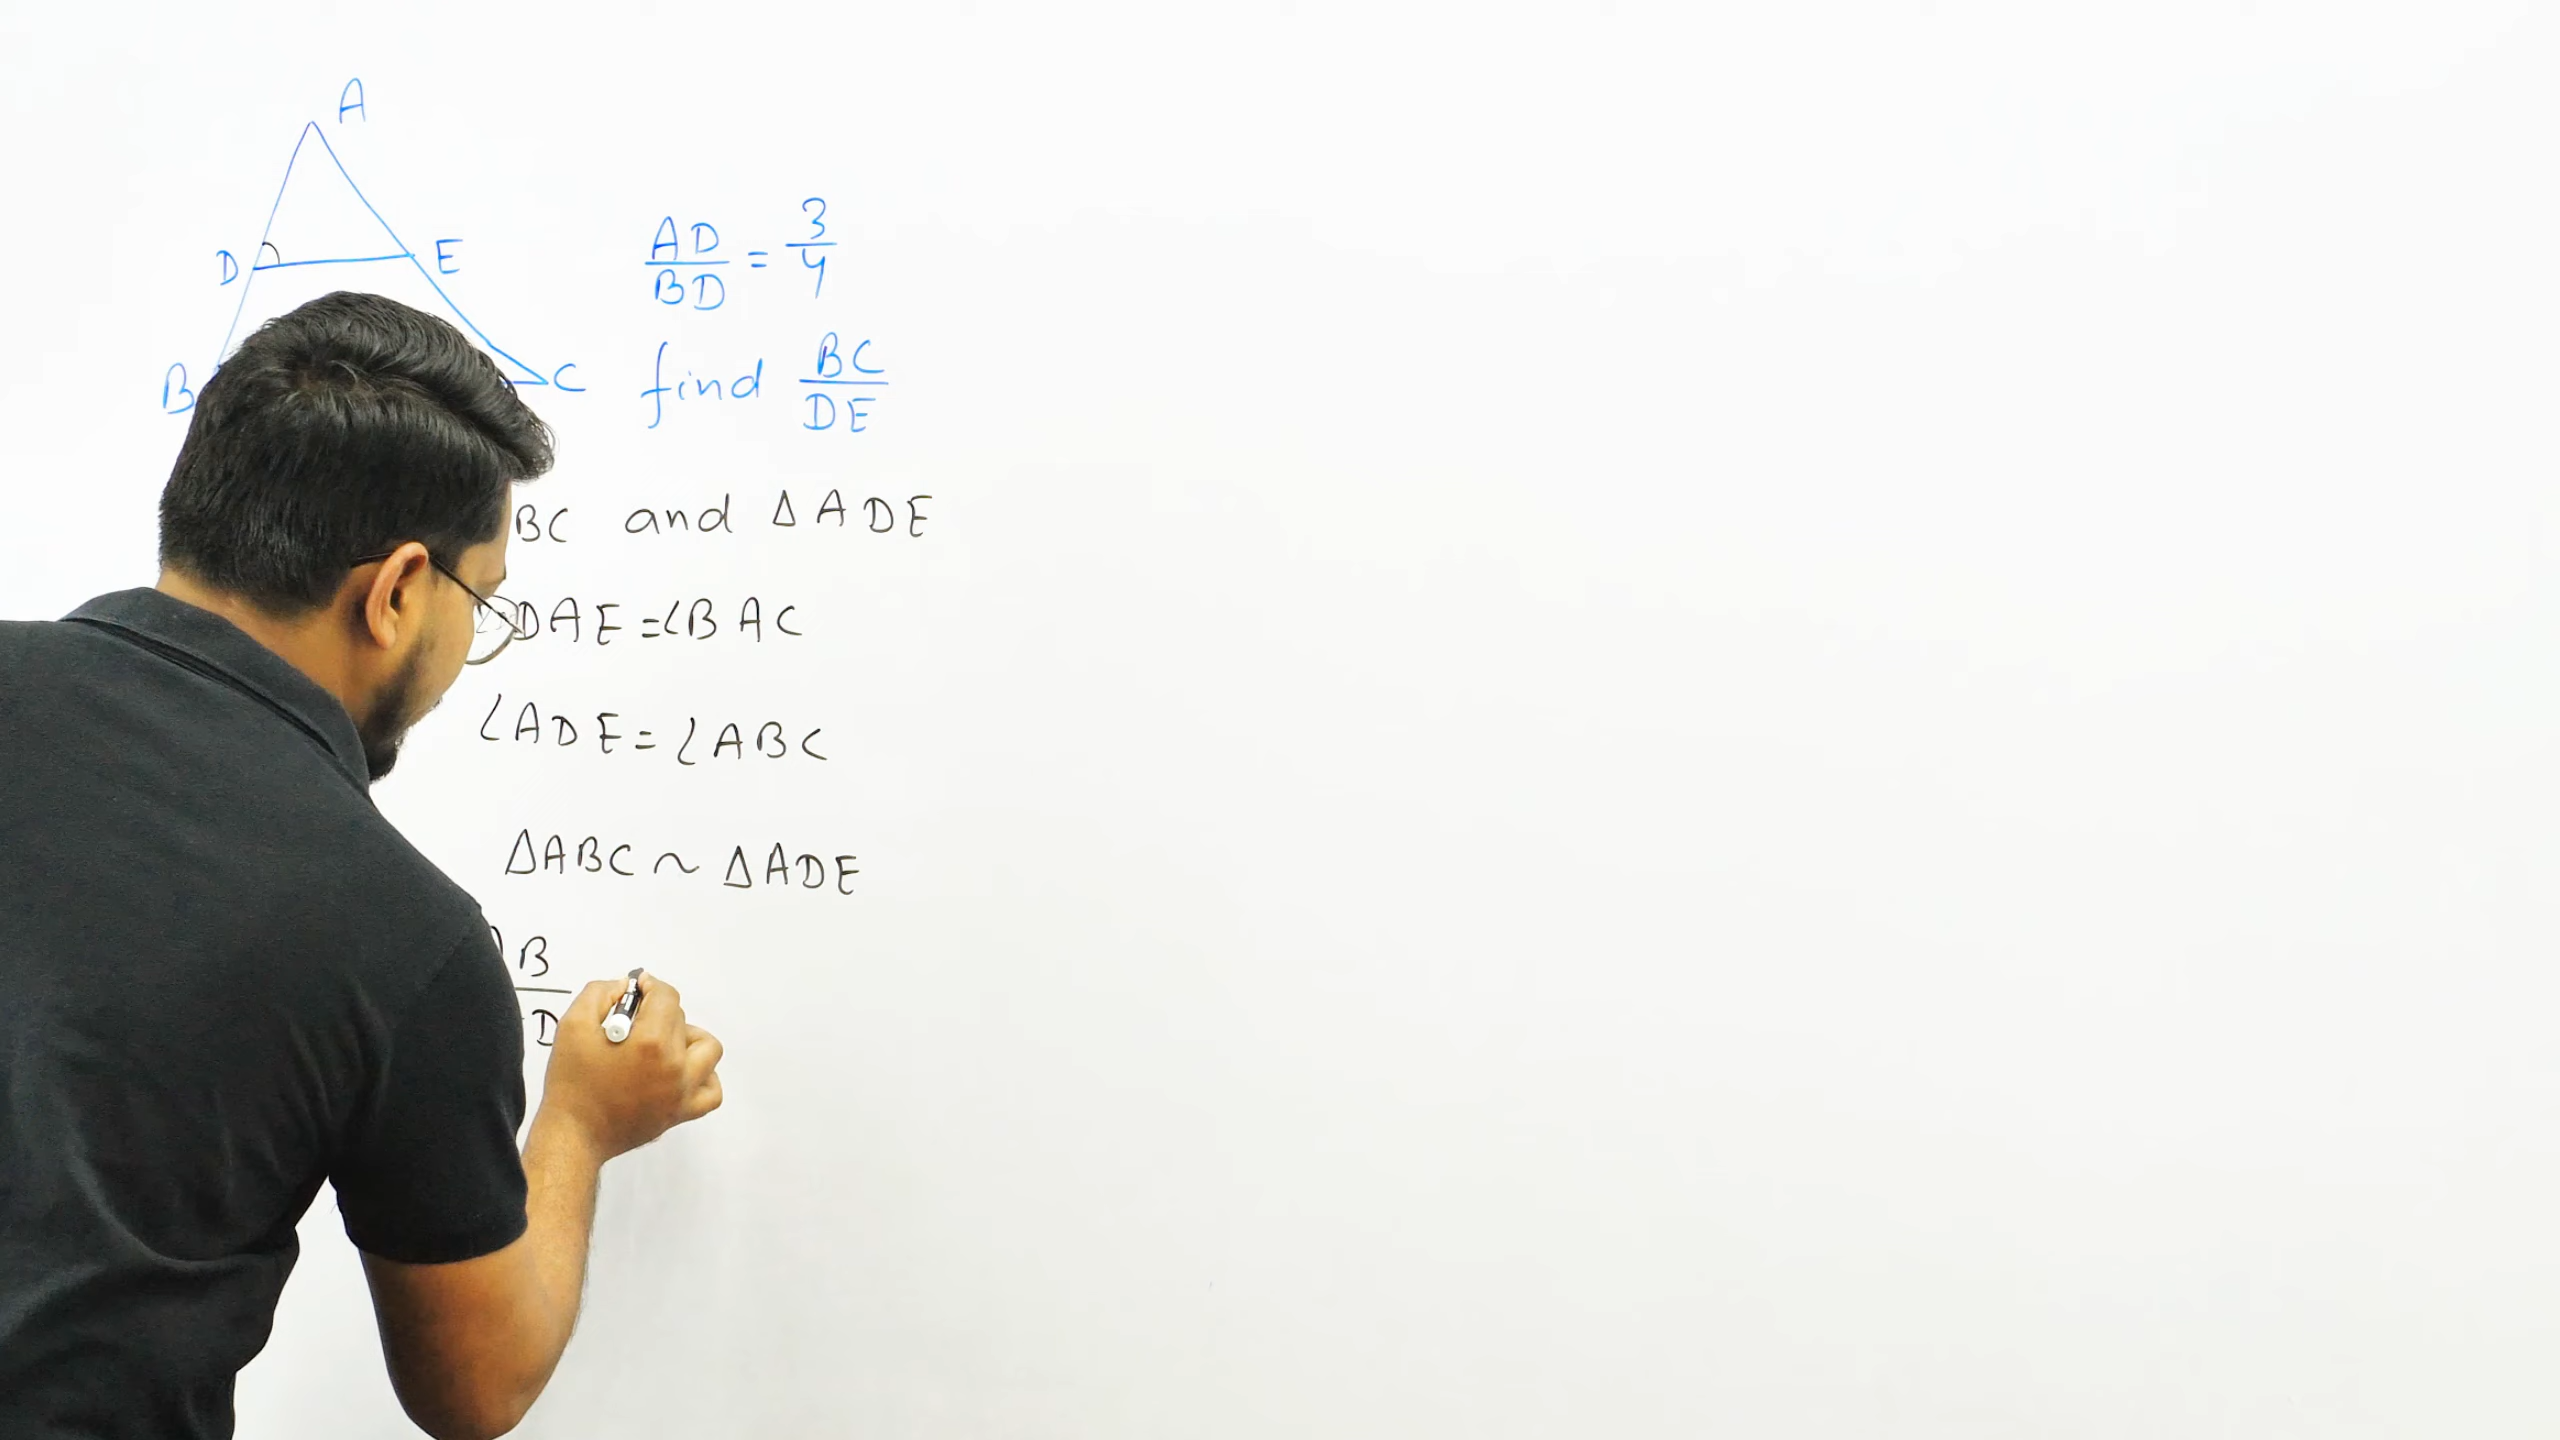 A
D
E
B
C
AD/BD = 3/4
find BC/DE
BC and ΔADE
DAE = ∠BAC
∠ADE = ∠ABC
ΔABC ~ ΔADE
B
D